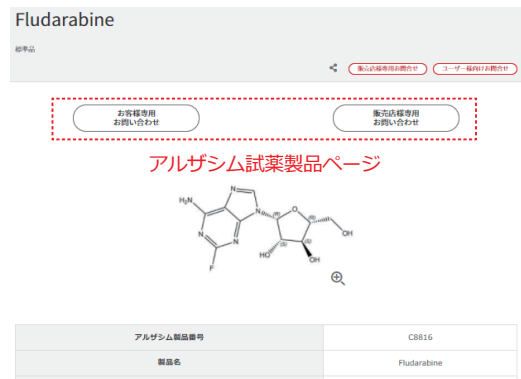 Fludarabine
標準品
販売店様専用お問合せ ユーザー様向けお問合せ
お客様専用
お問い合わせ
販売店様専用
お問い合わせ
アルザシム試薬製品ページ
H₂N N
N (R) O (R)
N N (S) (S) OH
HO OH
F
アルザシム製品番号 C8816
製品名 Fludarabine